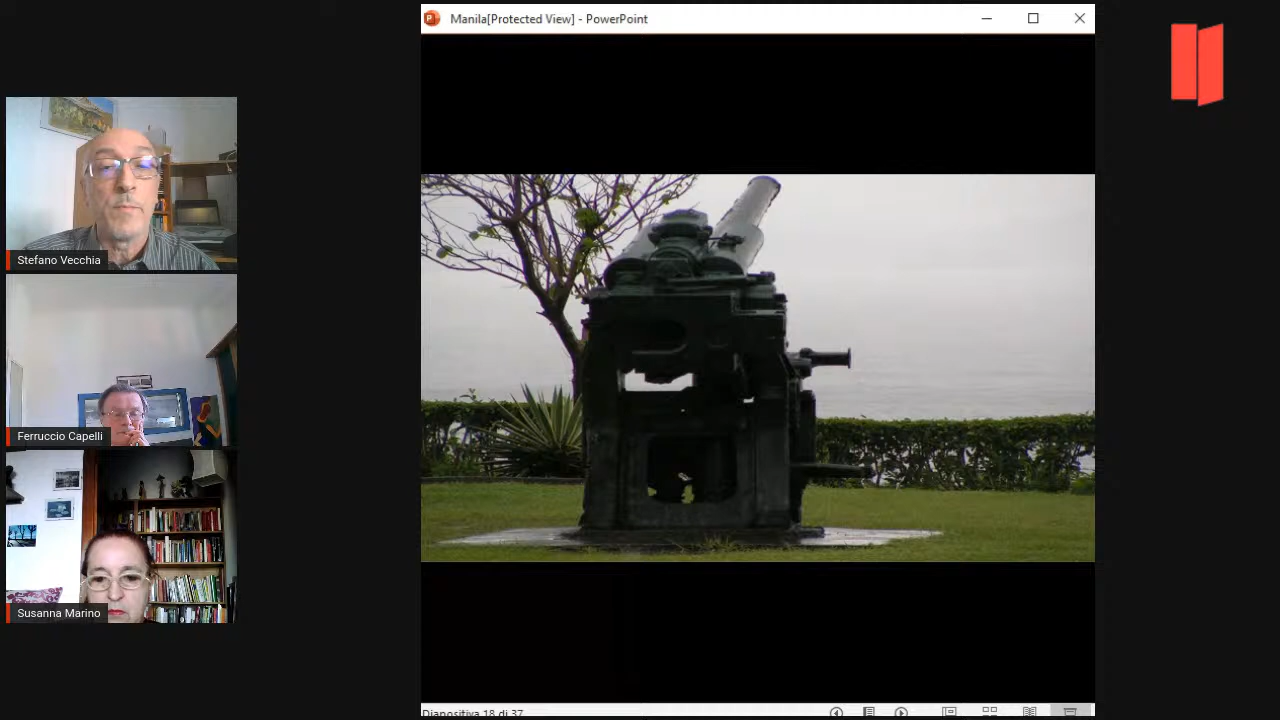 Manila[Protected View] - PowerPoint
Stefano Vecchia
Ferruccio Capelli
Susanna Marino
Diapositiva 18 di 37